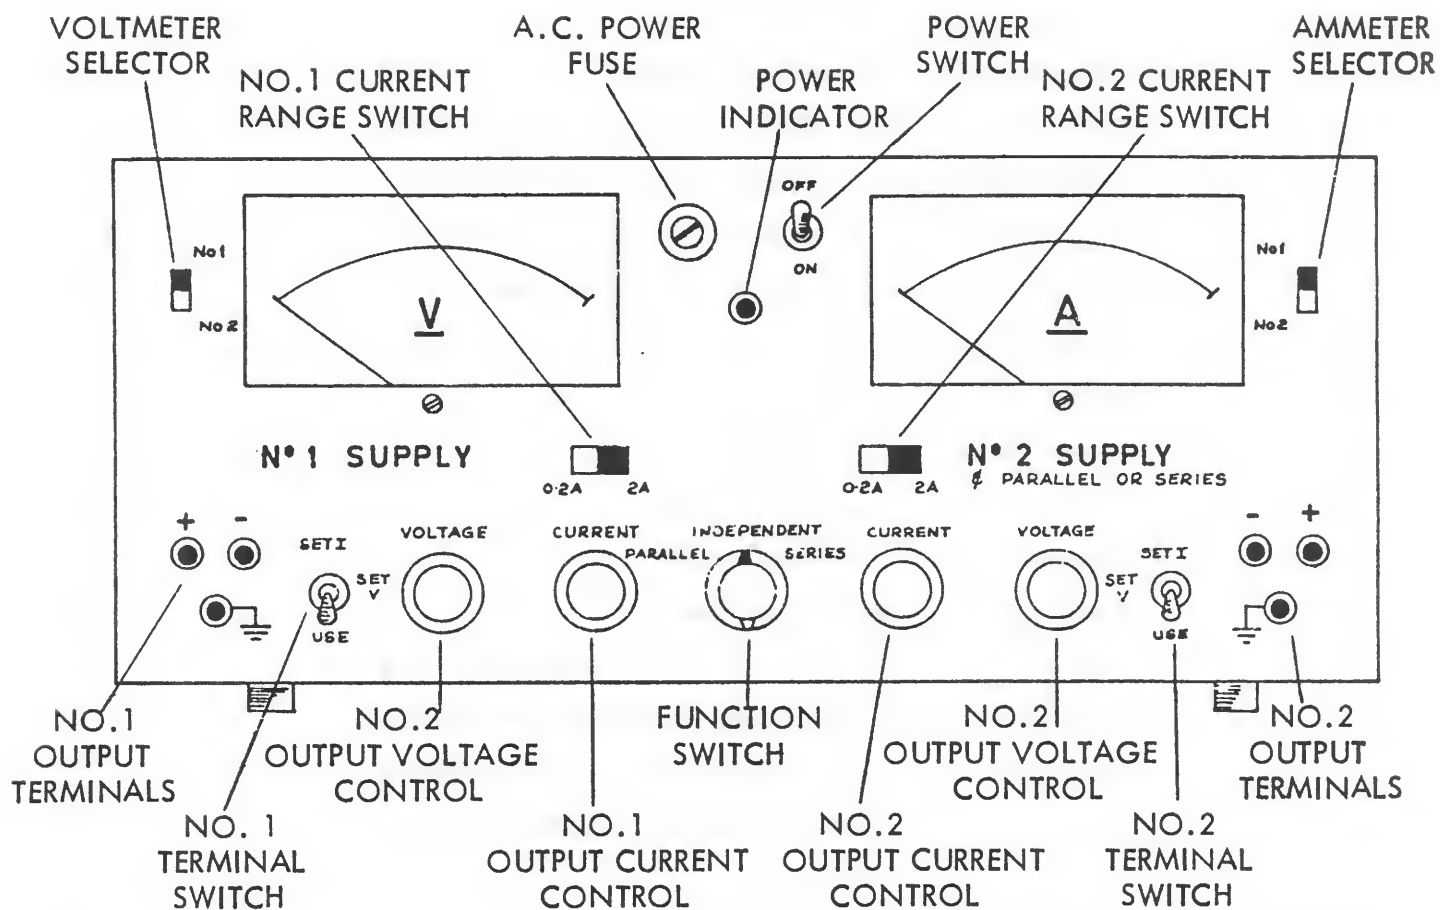 VOLTMETER
SELECTOR
NO.1 CURRENT
RANGE SWITCH
A.C. POWER
FUSE
POWER
INDICATOR
POWER
SWITCH
NO.2 CURRENT
RANGE SWITCH
AMMETER
SELECTOR
No1
No2
V
OFF
ON
A
No1
No2
Nº 1 SUPPLY
0·2A 2A
0·2A 2A
Nº 2 SUPPLY
¢ PARALLEL OR SERIES
+ -
SET I
SET
V
USE
VOLTAGE
CURRENT
INDEPENDENT
PARALLEL SERIES
CURRENT
VOLTAGE
SET I
SET
V
USE
- +
NO.1
OUTPUT
TERMINALS
NO. 1
TERMINAL
SWITCH
NO.2
OUTPUT VOLTAGE
CONTROL
NO.1
OUTPUT CURRENT
CONTROL
FUNCTION
SWITCH
NO.2
OUTPUT CURRENT
CONTROL
NO.2
OUTPUT VOLTAGE
CONTROL
NO.2
TERMINAL
SWITCH
NO.2
OUTPUT
TERMINALS